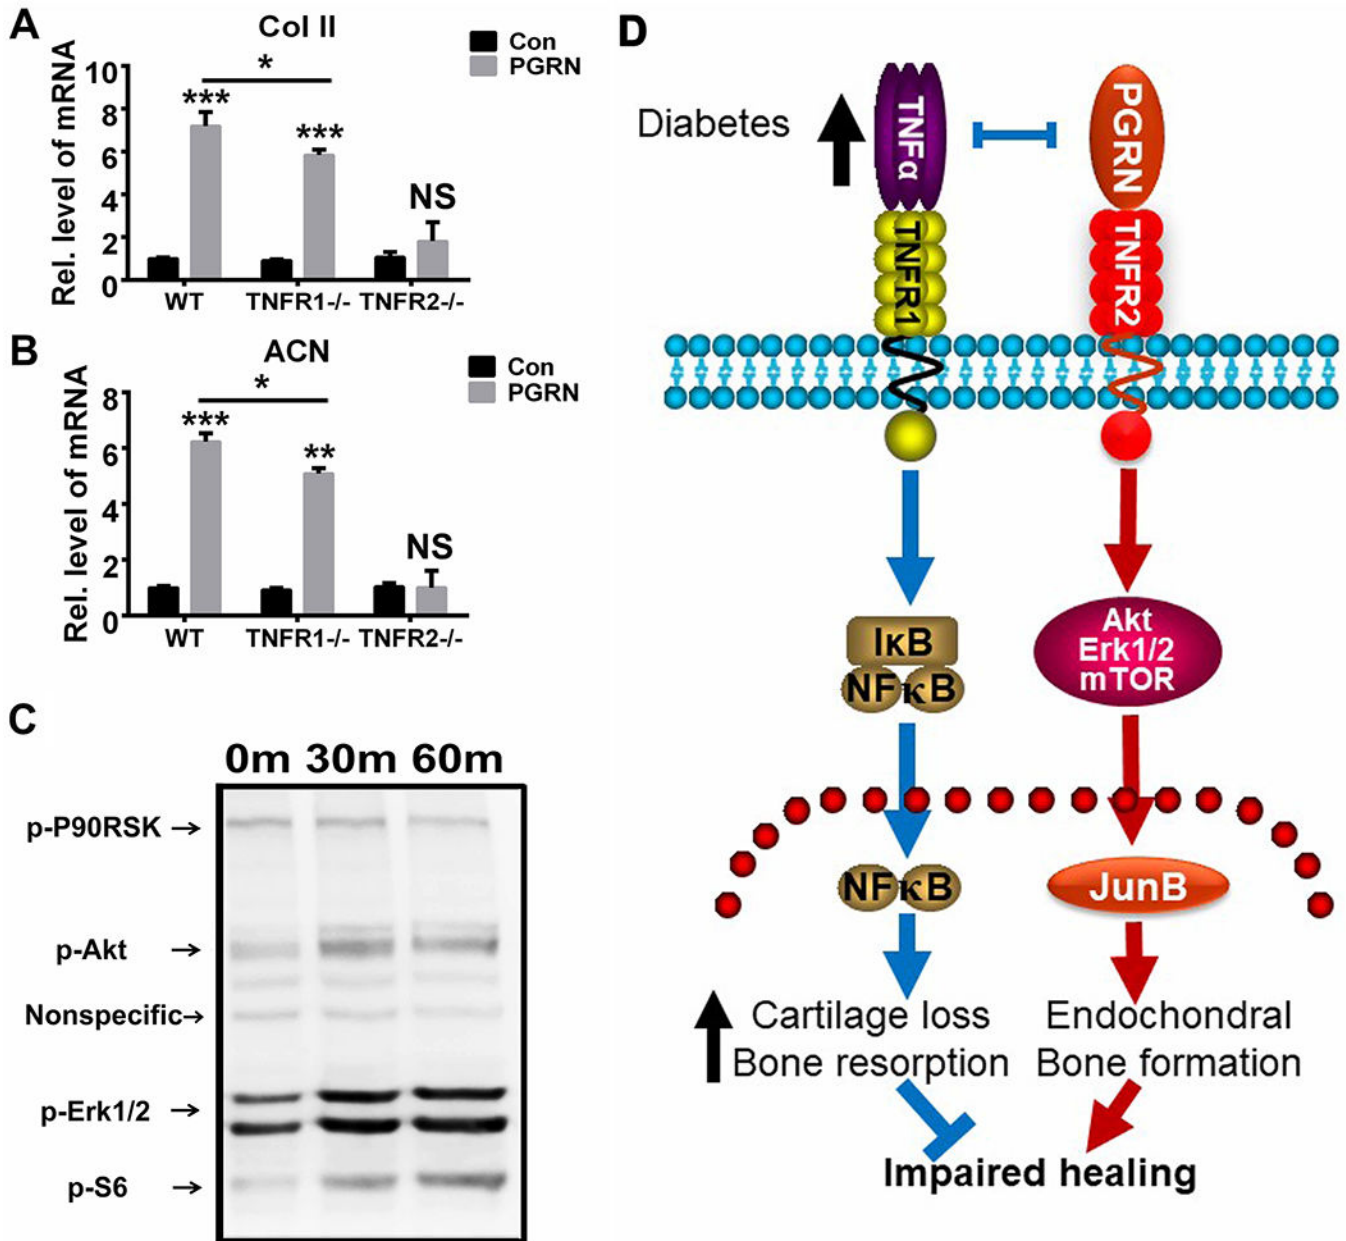 A
Col II
Con
PGRN
Rel. level of mRNA
10
8
6
4
2
0
***
*
***
NS
WT
TNFR1-/-
TNFR2-/-
B
ACN
Con
PGRN
Rel. level of mRNA
8
6
4
2
0
***
*
**
NS
WT
TNFR1-/-
TNFR2-/-
C
0m 30m 60m
p-P90RSK
p-Akt
Nonspecific
p-Erk1/2
p-S6
D
Diabetes
TNFα
PGRN
TNFR1
TNFR2
IκB
NFκB
Akt
Erk1/2
mTOR
NFκB
JunB
Cartilage loss
Bone resorption
Endochondral
Bone formation
Impaired healing